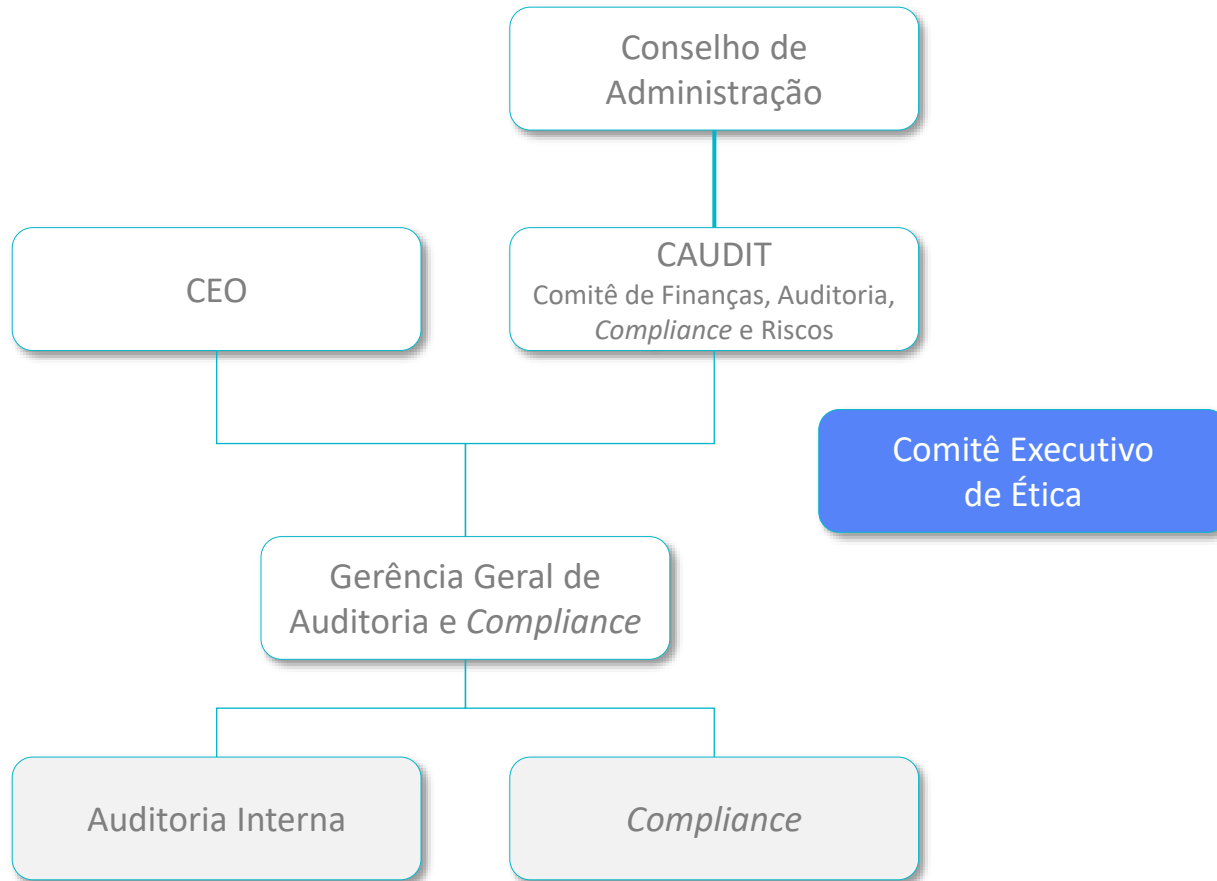 Conselho de
Administração
CEO
CAUDIT
Comitê de Finanças, Auditoria,
Compliance e Riscos
Comitê Executivo
de Ética
Gerência Geral de
Auditoria e Compliance
Auditoria Interna
Compliance